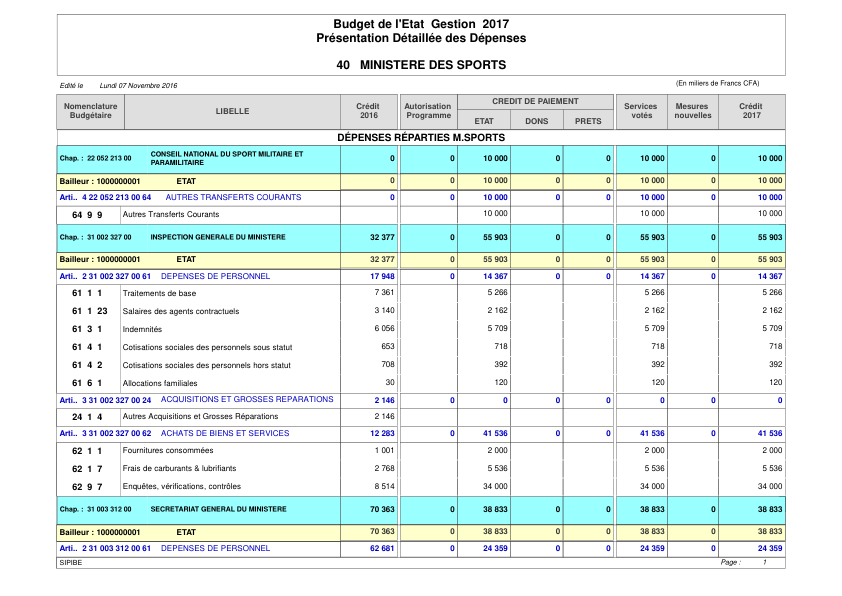 Budget de l'Etat  Gestion  2017
Présentation Détaillée des Dépenses
40   MINISTERE DES SPORTS
Edité le   Lundi 07 Novembre 2016   (En miliers de Francs CFA)
Nomenclature Budgétaire   LIBELLE   Crédit 2016   Autorisation Programme   CREDIT DE PAIEMENT   ETAT   DONS   PRETS   Services votés   Mesures nouvelles   Crédit 2017
DÉPENSES RÉPARTIES M.SPORTS
Chap. :  22 052 213 00   CONSEIL NATIONAL DU SPORT MILITAIRE ET PARAMILITAIRE   0   0   10 000   0   0   10 000   0   10 000
Bailleur : 1000000001   ETAT   0   0   10 000   0   0   10 000   0   10 000
Arti..  4 22 052 213 00 64   AUTRES TRANSFERTS COURANTS   0   0   10 000   0   0   10 000   0   10 000
64  9  9   Autres Transferts Courants   10 000   10 000   10 000
Chap. :  31 002 327 00   INSPECTION GENERALE DU MINISTERE   32 377   0   55 903   0   0   55 903   0   55 903
Bailleur : 1000000001   ETAT   32 377   0   55 903   0   0   55 903   0   55 903
Arti..  2 31 002 327 00 61   DEPENSES DE PERSONNEL   17 948   0   14 367   0   0   14 367   0   14 367
61  1  1   Traitements de base   7 361   5 266   5 266   5 266
61  1  23   Salaires des agents contractuels   3 140   2 162   2 162   2 162
61  3  1   Indemnités   6 056   5 709   5 709   5 709
61  4  1   Cotisations sociales des personnels sous statut   653   718   718   718
61  4  2   Cotisations sociales des personnels hors statut   708   392   392   392
61  6  1   Allocations familiales   30   120   120   120
Arti..  3 31 002 327 00 24   ACQUISITIONS ET GROSSES REPARATIONS   2 146   0   0   0   0   0   0   0
24  1  4   Autres Acquisitions et Grosses Réparations   2 146
Arti..  3 31 002 327 00 62   ACHATS DE BIENS ET SERVICES   12 283   0   41 536   0   0   41 536   0   41 536
62  1  1   Fournitures consommées   1 001   2 000   2 000   2 000
62  1  7   Frais de carburants & lubrifiants   2 768   5 536   5 536   5 536
62  9  7   Enquêtes, vérifications, contrôles   8 514   34 000   34 000   34 000
Chap. :  31 003 312 00   SECRETARIAT GENERAL DU MINISTERE   70 363   0   38 833   0   0   38 833   0   38 833
Bailleur : 1000000001   ETAT   70 363   0   38 833   0   0   38 833   0   38 833
Arti..  2 31 003 312 00 61   DEPENSES DE PERSONNEL   62 681   0   24 359   0   0   24 359   0   24 359
SIPIBE   Page :   1